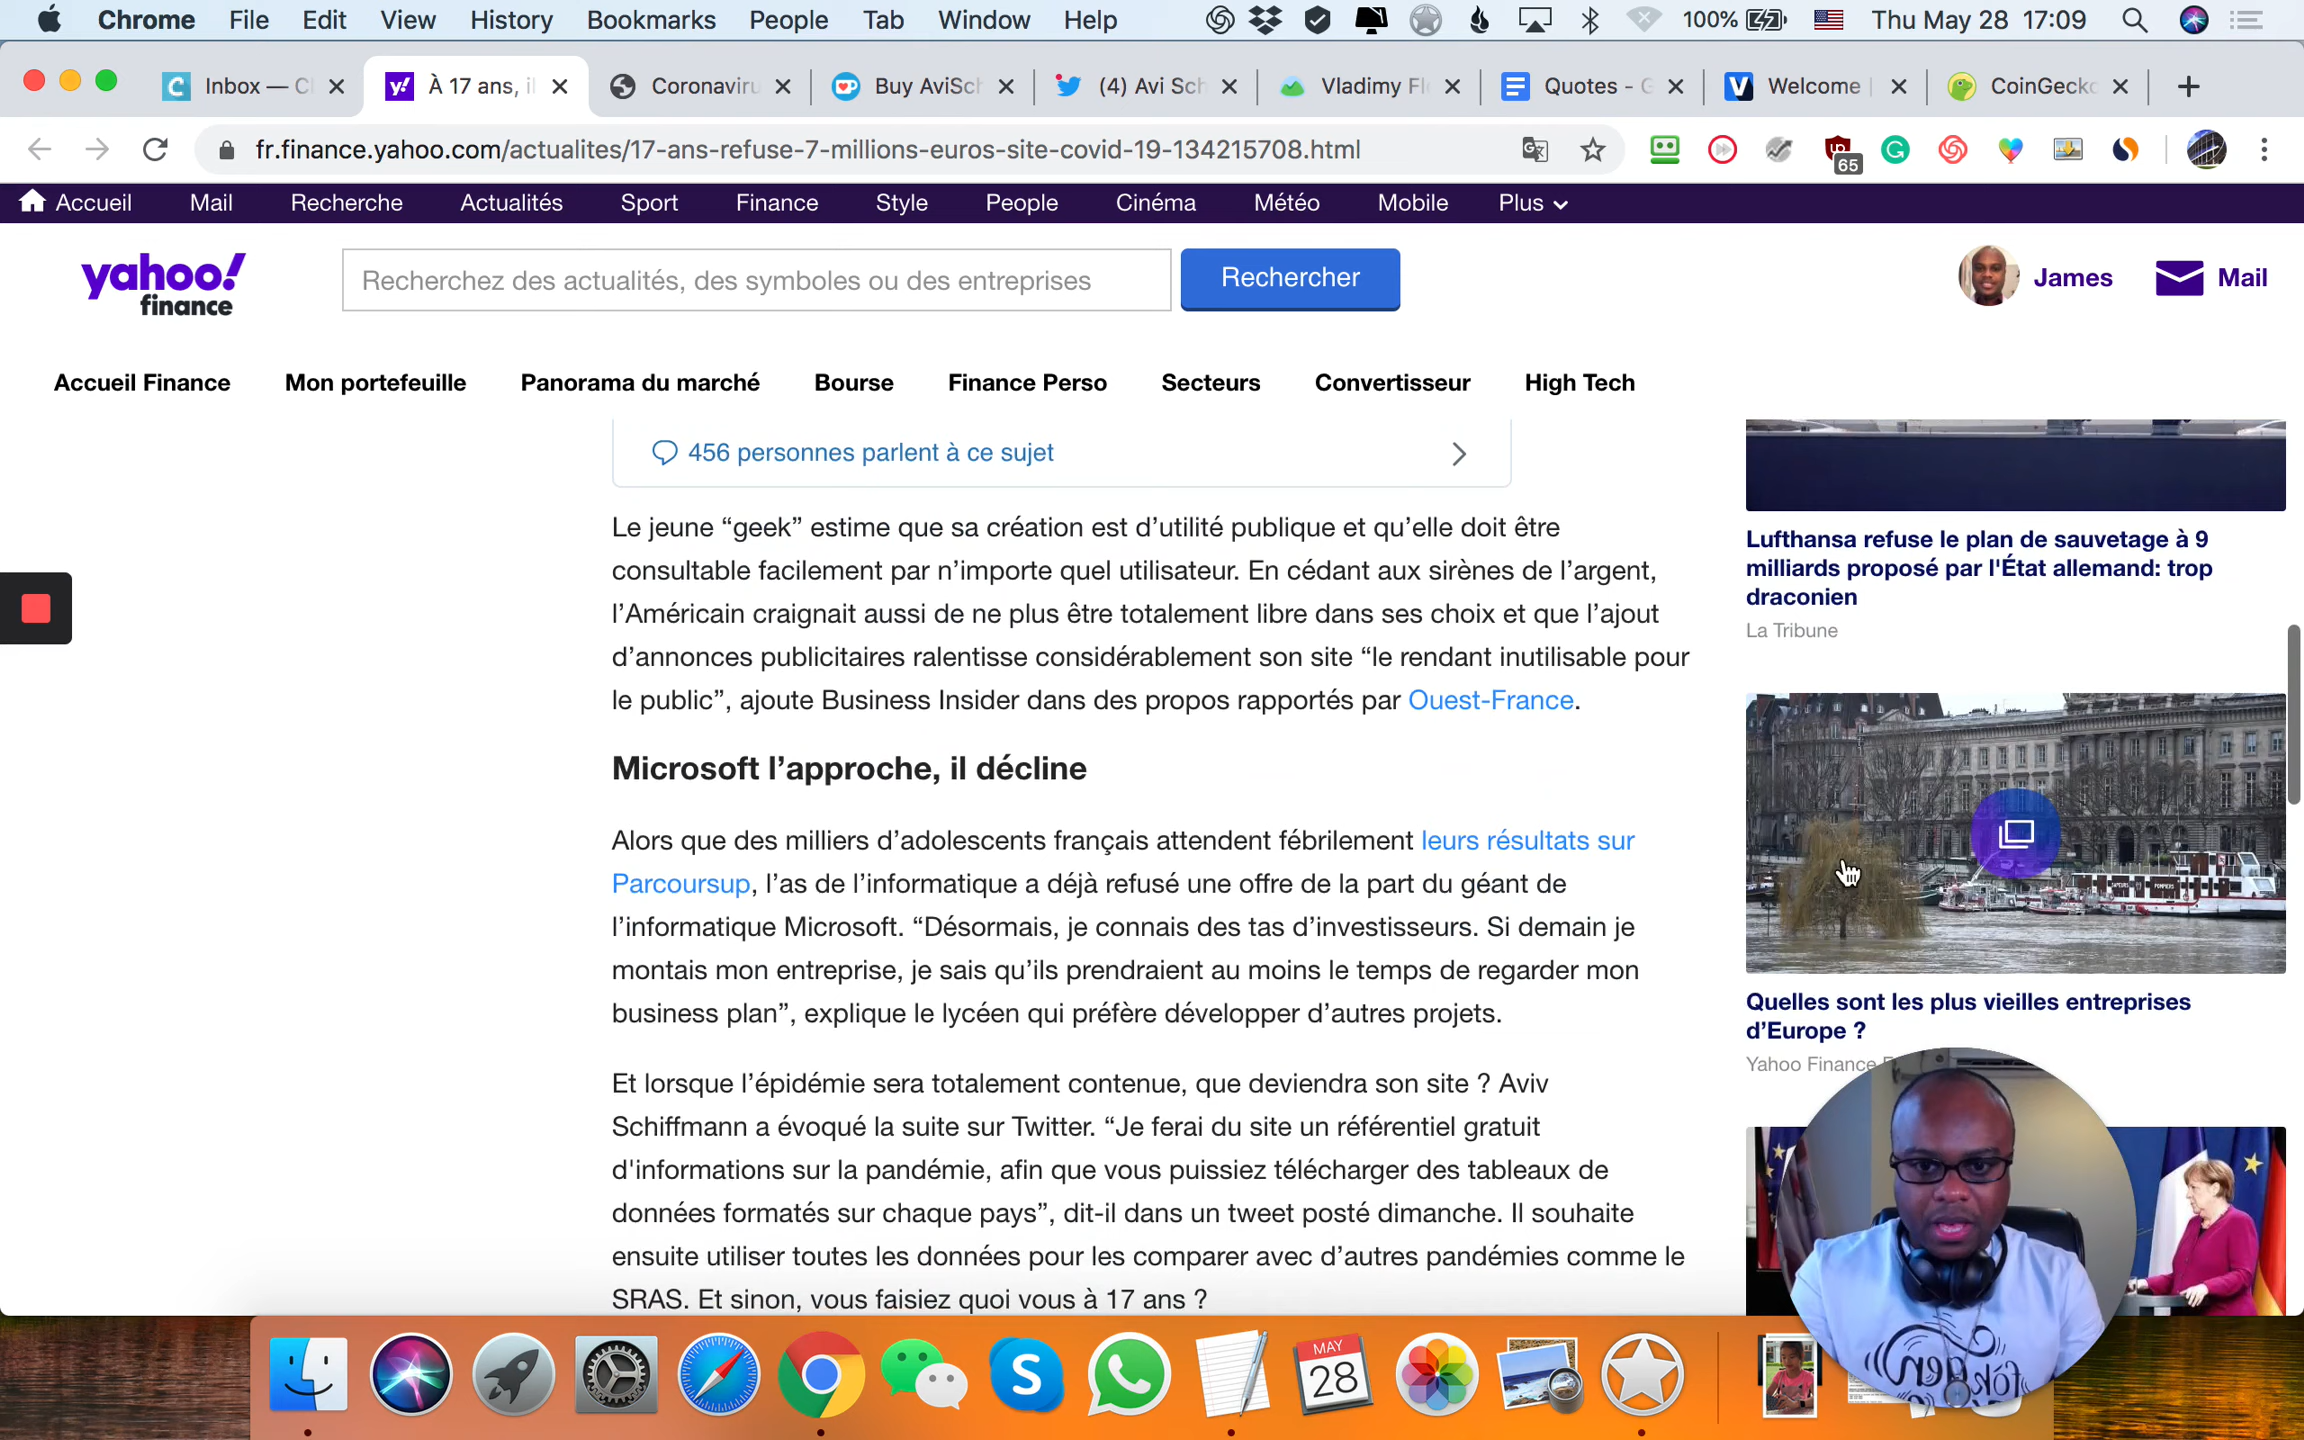 Chrome File Edit View History Bookmarks People Tab Window Help 100% Thu May 28 17:09
Inbox — C À 17 ans, il Coronaviru Buy AviSch (4) Avi Sch Vladimy Fl Quotes - G Welcome CoinGecko
fr.finance.yahoo.com/actualites/17-ans-refuse-7-millions-euros-site-covid-19-134215708.html
65
Accueil Mail Recherche Actualités Sport Finance Style People Cinéma Météo Mobile Plus
yahoo!
finance
Recherchez des actualités, des symboles ou des entreprises
Rechercher
James
Mail
Accueil Finance Mon portefeuille Panorama du marché Bourse Finance Perso Secteurs Convertisseur High Tech
456 personnes parlent à ce sujet
Le jeune “geek” estime que sa création est d’utilité publique et qu’elle doit être
consultable facilement par n’importe quel utilisateur. En cédant aux sirènes de l’argent,
l’Américain craignait aussi de ne plus être totalement libre dans ses choix et que l’ajout
d’annonces publicitaires ralentisse considérablement son site “le rendant inutilisable pour
le public”, ajoute Business Insider dans des propos rapportés par Ouest-France.
Microsoft l’approche, il décline
Alors que des milliers d’adolescents français attendent fébrilement leurs résultats sur
Parcoursup, l’as de l’informatique a déjà refusé une offre de la part du géant de
l’informatique Microsoft. “Désormais, je connais des tas d’investisseurs. Si demain je
montais mon entreprise, je sais qu’ils prendraient au moins le temps de regarder mon
business plan”, explique le lycéen qui préfère développer d’autres projets.
Et lorsque l’épidémie sera totalement contenue, que deviendra son site ? Aviv
Schiffmann a évoqué la suite sur Twitter. “Je ferai du site un référentiel gratuit
d'informations sur la pandémie, afin que vous puissiez télécharger des tableaux de
données formatés sur chaque pays”, dit-il dans un tweet posté dimanche. Il souhaite
ensuite utiliser toutes les données pour les comparer avec d’autres pandémies comme le
SRAS. Et sinon, vous faisiez quoi vous à 17 ans ?
Lufthansa refuse le plan de sauvetage à 9
milliards proposé par l'État allemand: trop
draconien
La Tribune
Quelles sont les plus vieilles entreprises
d’Europe ?
Yahoo Finance
MAY
28